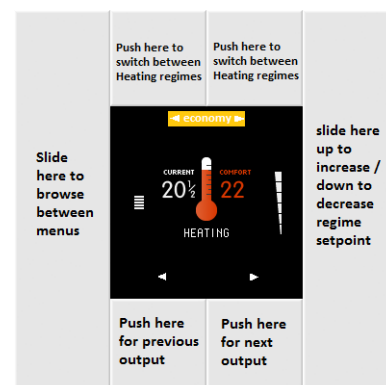 Push here to
switch between
Heating regimes
Push here to
switch between
Heating regimes
Slide
here to
browse
between
menus
economy
CURRENT
20½
COMFORT
22
HEATING
slide here
up to
increase /
down to
decrease
regime
setpoint
Push here
for previous
output
Push here
for next
output